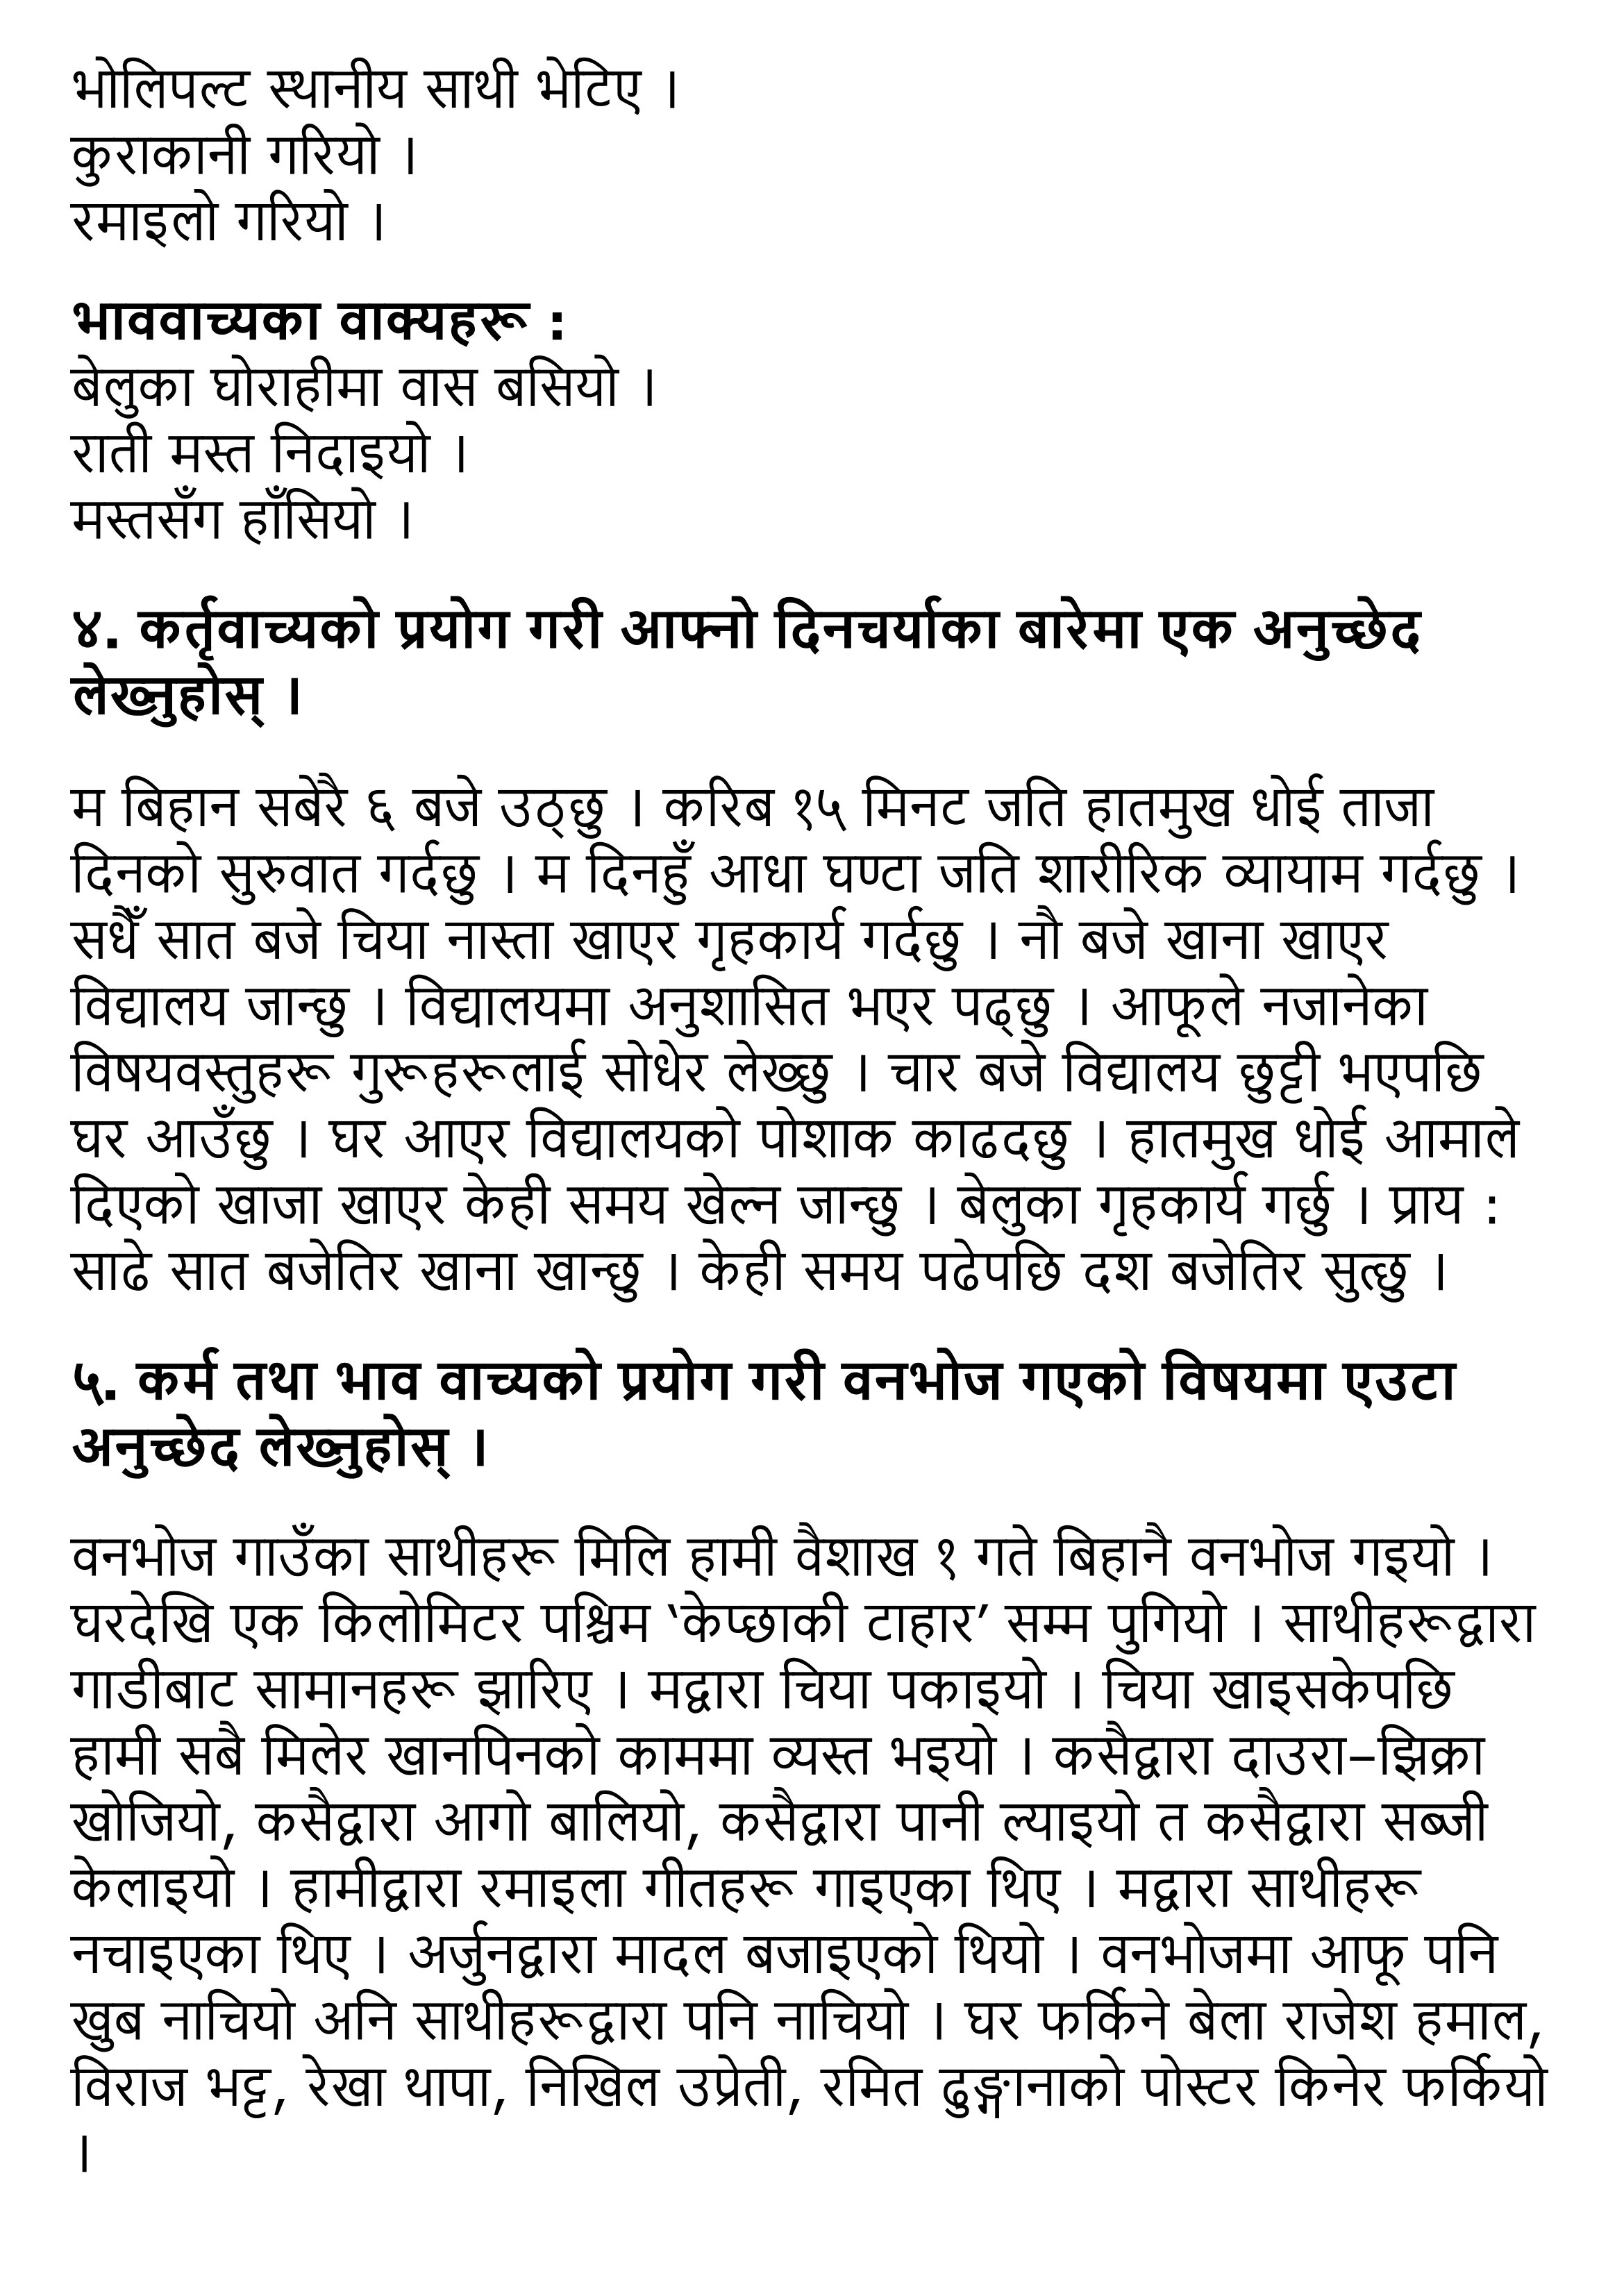 भोलिपल्ट स्थानीय साथी भेटिए ।
कुराकानी गरियो ।
रमाइलो गरियो ।
भाववाच्यका वाक्यहरू :
बेलुका घोराहीमा वास बसियो ।
राती मस्त निदाइयो ।
मस्तसँग हाँसियो ।
४. कर्तृवाच्यको प्रयोग गरी आफ्नो दिनचर्याका बारेमा एक अनुच्छेद
लेख्नुहोस् ।
म बिहान सबेरै ६ बजे उठ्छु । करिब १५ मिनट जति हातमुख धोई ताजा
दिनको सुरुवात गर्दछु । म दिनहुँ आधा घण्टा जति शारीरिक व्यायाम गर्दछु ।
सधैँ सात बजे चिया नास्ता खाएर गृहकार्य गर्दछु । नौ बजे खाना खाएर
विद्यालय जान्छु । विद्यालयमा अनुशासित भएर पढ्छु । आफूले नजानेका
विषयवस्तुहरू गुरूहरूलाई सोधेर लेख्छु । चार बजे विद्यालय छुट्टी भएपछि
घर आउँछु । घर आएर विद्यालयको पोशाक काढदछु । हातमुख धोई आमाले
दिएको खाजा खाएर केही समय खेल्न जान्छु । बेलुका गृहकार्य गर्छु । प्राय :
साढे सात बजेतिर खाना खान्छु । केही समय पढेपछि दश बजेतिर सुत्छु ।
५. कर्म तथा भाव वाच्यको प्रयोग गरी वनभोज गएको विषयमा एउटा
अनुच्छेद लेख्नुहोस् ।
वनभोज गाउँका साथीहरू मिलि हामी वैशाख १ गते बिहानै वनभोज गइयो ।
घरदेखि एक किलोमिटर पश्चिम ‘केप्छाकी टाहार’ सम्म पुगियो । साथीहरूद्वारा
गाडीबाट सामानहरू झारिए । मद्वारा चिया पकाइयो । चिया खाइसकेपछि
हामी सबै मिलेर खानपिनको काममा व्यस्त भइयो । कसैद्वारा दाउरा–झिक्रा
खोजियो, कसैद्वारा आगो बालियो, कसैद्वारा पानी ल्याइयो त कसैद्वारा सब्जी
केलाइयो । हामीद्वारा रमाइला गीतहरू गाइएका थिए । मद्वारा साथीहरू
नचाइएका थिए । अर्जुनद्वारा मादल बजाइएको थियो । वनभोजमा आफू पनि
खुब नाचियो अनि साथीहरूद्वारा पनि नाचियो । घर फर्किने बेला राजेश हमाल,
विराज भट्ट, रेखा थापा, निखिल उप्रेती, रमित ढुङ्गानाको पोस्टर किनेर फर्कियो
।